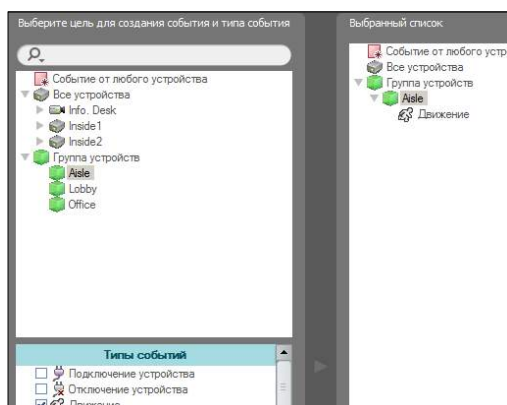 Выберите цель для создания события и типа события
Событие от любого устройства
Все устройства
Info. Desk
Inside1
Inside2
Группа устройств
Aisle
Lobby
Office
Типы событий
Подключение устройства
Отключение устройства
Движение
Выбранный список
Событие от любого устр
Все устройства
Группа устройств
Aisle
Движение